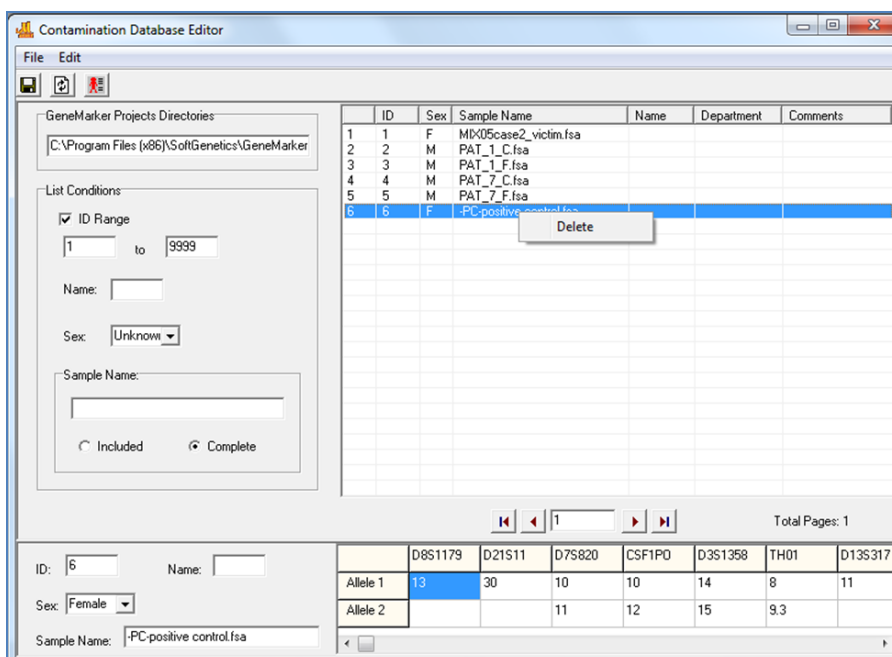 Contamination Database Editor
File Edit
GeneMarker Projects Directories
C:\Program Files (x86)\SoftGenetics\GeneMarker
List Conditions
ID Range
1 to 9999
Name:
Sex: Unknow
Sample Name:
Included Complete
ID Sex Sample Name Name Department Comments
1 1 F MIX05case2_victim.fsa
2 2 M PAT_1_C.fsa
3 3 M PAT_1_F.fsa
4 4 M PAT_7_C.fsa
5 5 M PAT_7_F.fsa
6 6 F -PC-positive control.fsa
Delete
1 Total Pages: 1
ID: 6 Name:
Sex: Female
Sample Name: -PC-positive control.fsa
D8S1179 D21S11 D7S820 CSF1PO D3S1358 TH01 D13S317
Allele 1 13 30 10 10 14 8 11
Allele 2 11 12 15 9.3